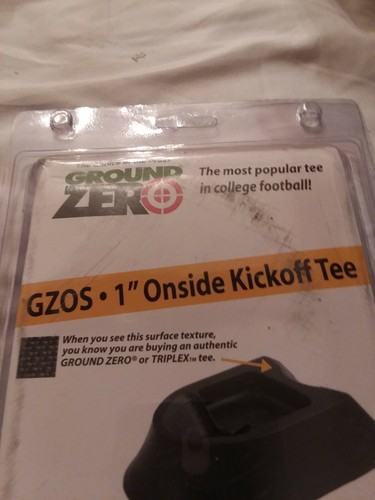 GROUND
ZERO
The most popular tee
in college football!
GZOS • 1" Onside Kickoff Tee
When you see this surface texture,
you know you are buying an authentic
GROUND ZERO® or TRIPLEX™ tee.